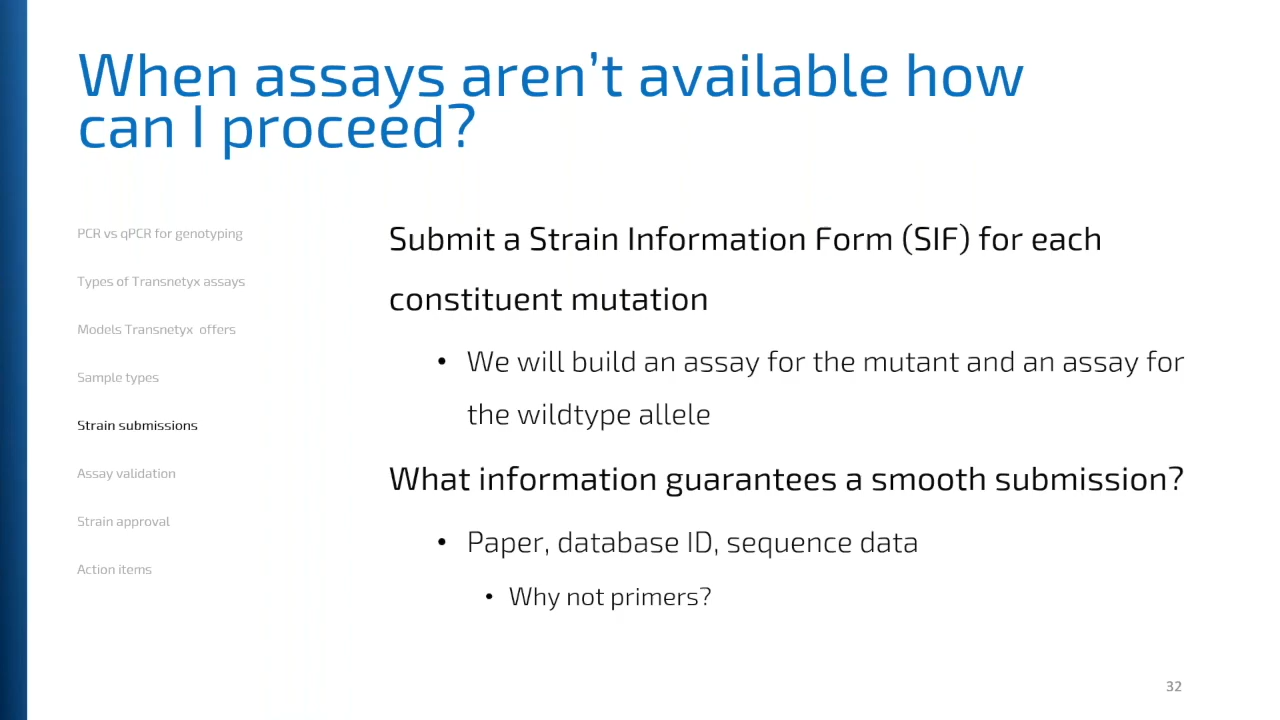 When assays aren’t available how
can I proceed?
PCR vs qPCR for genotyping
Types of Transnetyx assays
Models Transnetyx offers
Sample types
Strain submissions
Assay validation
Strain approval
Action items
Submit a Strain Information Form (SIF) for each
constituent mutation
• We will build an assay for the mutant and an assay for
the wildtype allele
What information guarantees a smooth submission?
• Paper, database ID, sequence data
• Why not primers?
32